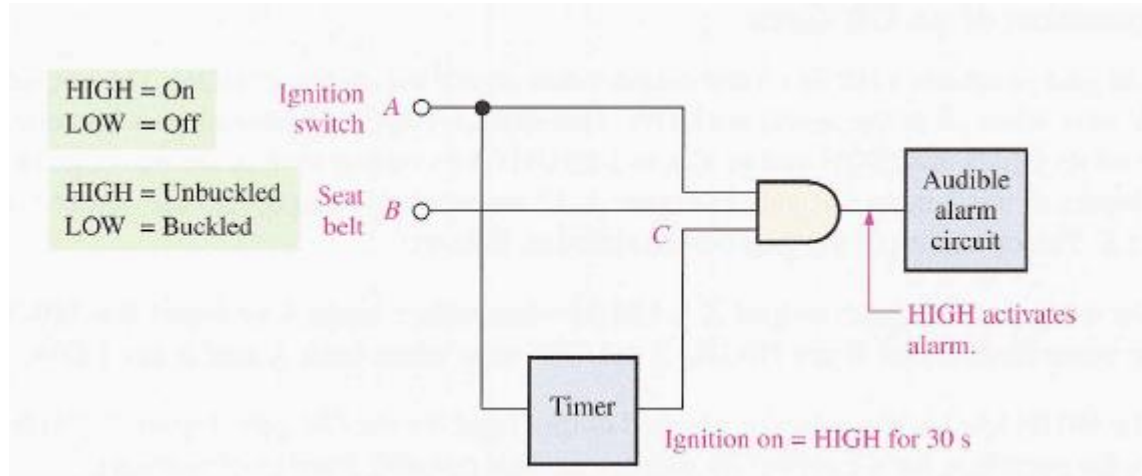 HIGH = On
LOW = Off
Ignition
switch
A
HIGH = Unbuckled
LOW = Buckled
Seat
belt
B
C
Audible
alarm
circuit
HIGH activates
alarm.
Timer
Ignition on = HIGH for 30 s